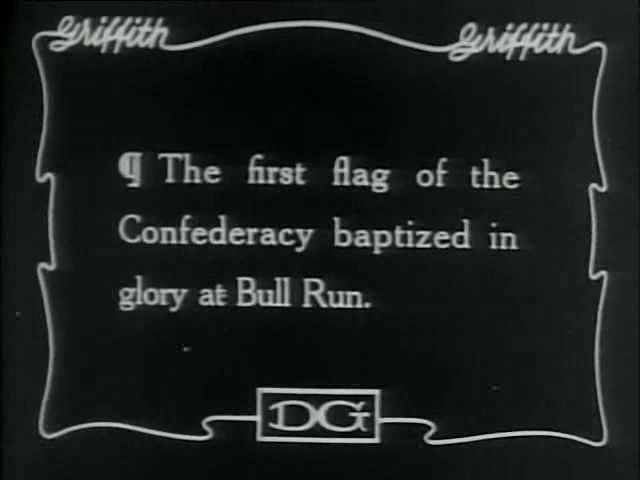 Griffith Griffith
¶ The first flag of the
Confederacy baptized in
glory at Bull Run.
DG